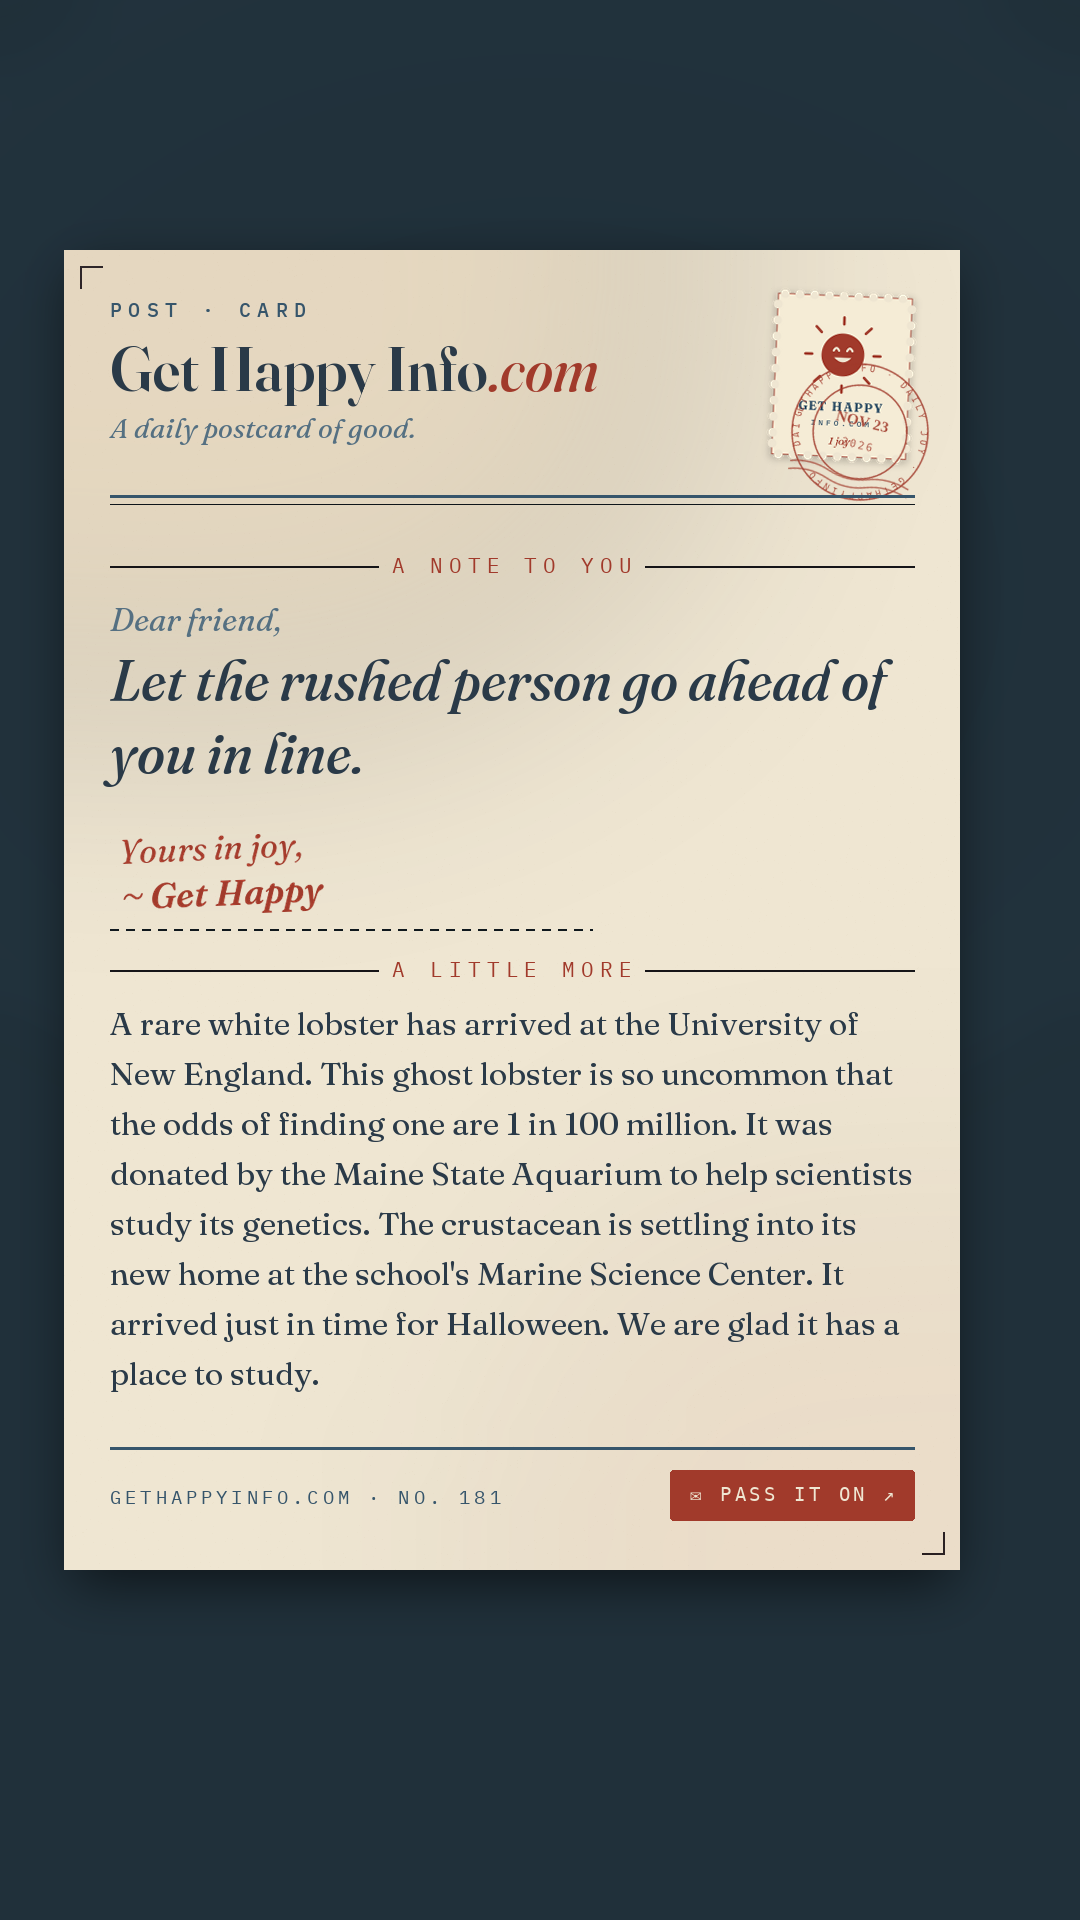 POST · CARD
Get Happy Info.com
A daily postcard of good.
GET HAPPY
INFO.COM
NOV 23
2026
A NOTE TO YOU
Dear friend,
Let the rushed person go ahead of
you in line.
Yours in joy,
~ Get Happy
A LITTLE MORE
A rare white lobster has arrived at the University of
New England. This ghost lobster is so uncommon that
the odds of finding one are 1 in 100 million. It was
donated by the Maine State Aquarium to help scientists
study its genetics. The crustacean is settling into its
new home at the school's Marine Science Center. It
arrived just in time for Halloween. We are glad it has a
place to study.
GETHAPPYINFO.COM · NO. 181
✉ PASS IT ON ↗